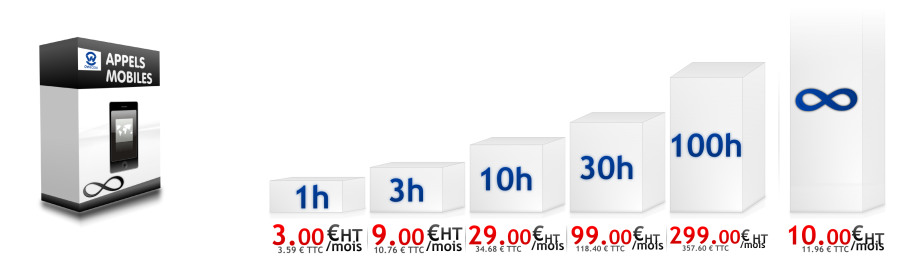 APPELS
MOBILES
1h
3h
10h
30h
100h
∞
3.00€HT/mois
3.59 € TTC
9.00€HT/mois
10.76 € TTC
29.00€HT/mois
34.68 € TTC
99.00€HT/mois
118.40 € TTC
299.00€HT/mois
357.60 € TTC
10.00€HT/mois
11.96 € TTC